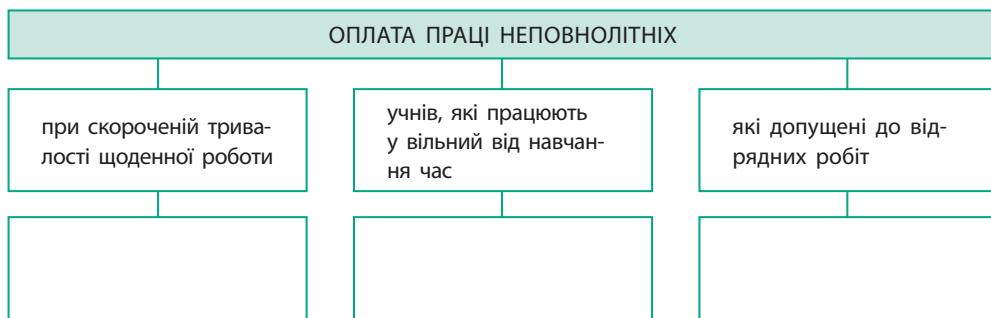 ОПЛАТА ПРАЦІ НЕПОВНОЛІТНІХ
при скороченій трива-
лості щоденної роботи
учнів, які працюють
у вільний від навчан-
ня час
які допущені до від-
рядних робіт